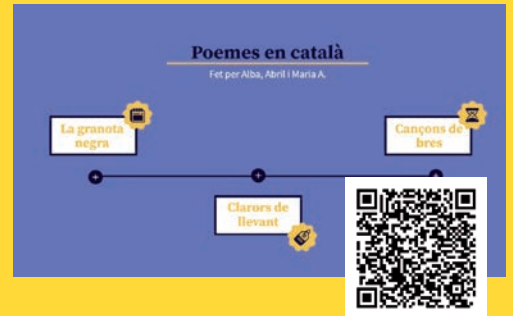 Poemes en català
Fet per Alba, Abril i Maria A.
La granota
negra
Cançons de
bres
Clarors de
llevant